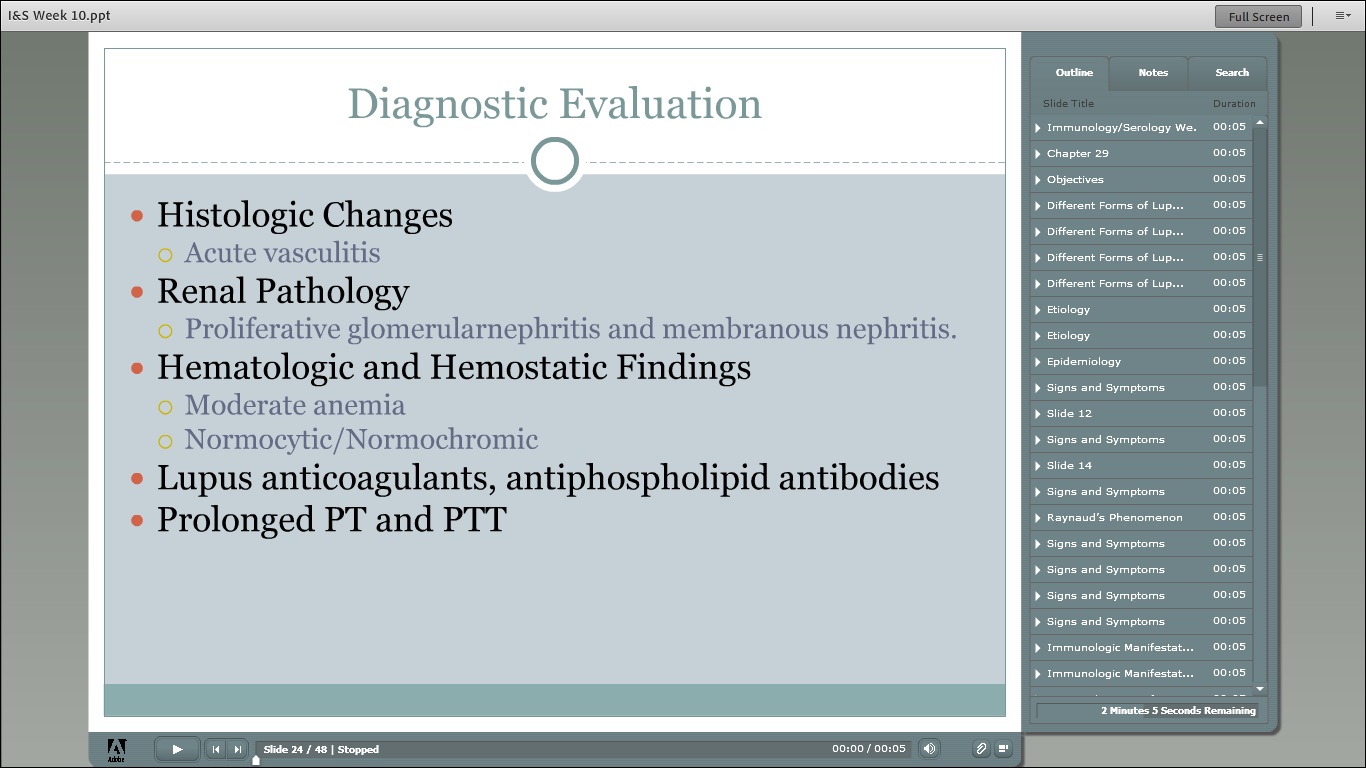 I&S Week 10.ppt
Full Screen
Diagnostic Evaluation
Histologic Changes
Acute vasculitis
Renal Pathology
Proliferative glomerularnephritis and membranous nephritis.
Hematologic and Hemostatic Findings
Moderate anemia
Normocytic/Normochromic
Lupus anticoagulants, antiphospholipid antibodies
Prolonged PT and PTT
Outline Notes Search
Slide Title Duration
Immunology/Serology We. 00:05
Chapter 29 00:05
Objectives 00:05
Different Forms of Lup... 00:05
Different Forms of Lup... 00:05
Different Forms of Lup... 00:05
Different Forms of Lup... 00:05
Etiology 00:05
Etiology 00:05
Epidemiology 00:05
Signs and Symptoms 00:05
Slide 12 00:05
Signs and Symptoms 00:05
Slide 14 00:05
Signs and Symptoms 00:05
Raynaud's Phenomenon 00:05
Signs and Symptoms 00:05
Signs and Symptoms 00:05
Signs and Symptoms 00:05
Signs and Symptoms 00:05
Immunologic Manifestat... 00:05
Immunologic Manifestat... 00:05
2 Minutes 5 Seconds Remaining
Adobe
Slide 24 / 48 | Stopped 00:00 / 00:05